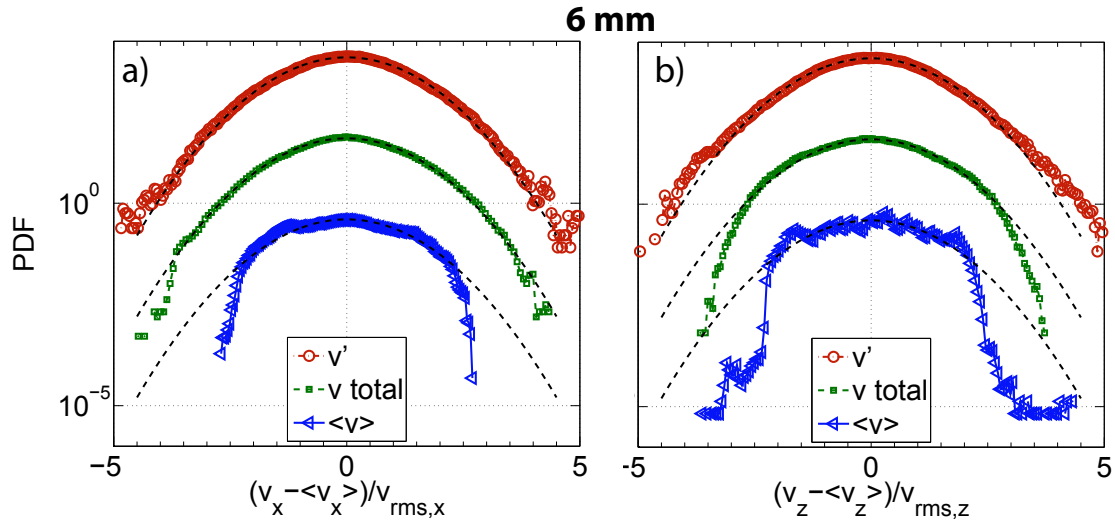 6 mm
a)
b)
PDF
10^0
10^-5
v'
v total
<v>
v'
v total
<v>
−5
0
5
-5
0
5
(v_x−<v_x>)/v_rms,x
(v_z−<v_z>)/v_rms,z